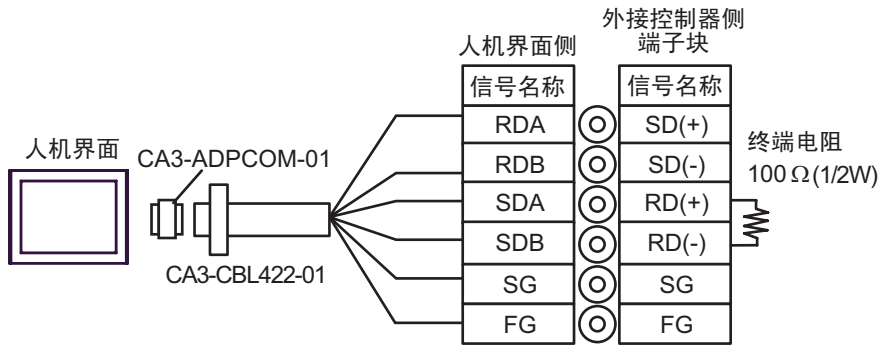 外接控制器侧
端子块
人机界面侧
信号名称
信号名称
RDA
SD(+)
RDB
SD(-)
SDA
RD(+)
SDB
RD(-)
SG
SG
FG
FG
终端电阻
100 Ω (1/2W)
人机界面
CA3-ADPCOM-01
CA3-CBL422-01